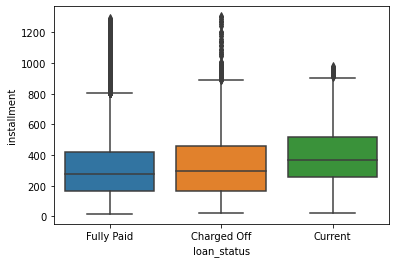 installment
1200
1000
800
600
400
200
0
Fully Paid
Charged Off
Current
loan_status